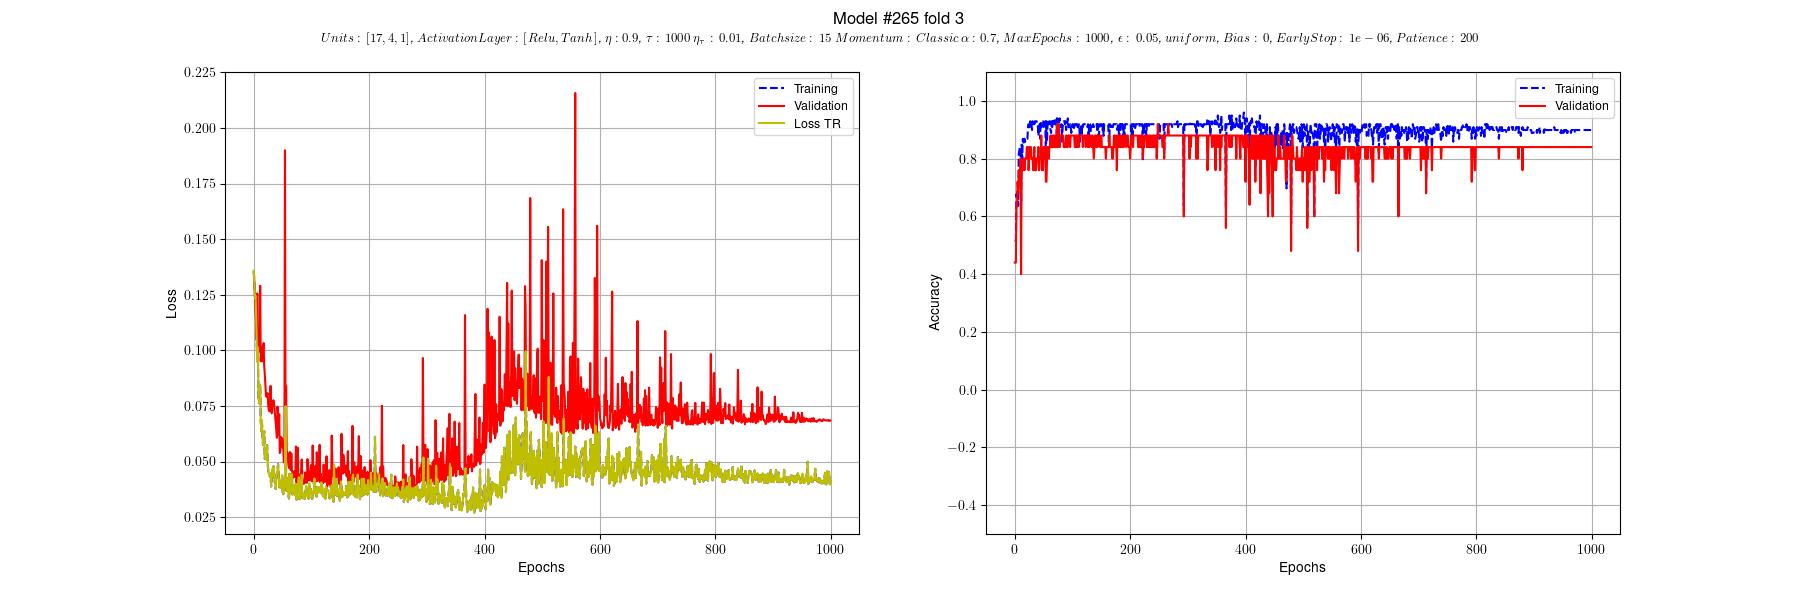 Model #265 fold 3
Units : [17, 4, 1], ActivationLayer : [Relu, Tanh], η : 0.9, τ : 1000 ητ : 0.01, Batchsize : 15 Momentum : Classic α : 0.7, MaxEpochs : 1000, ϵ : 0.05, uniform, Bias : 0, EarlyStop : 1e − 06, Patience : 200
0.225
0.200
0.175
0.150
0.125
0.100
0.075
0.050
0.025
Loss
0 200 400 600 800 1000
Epochs
Training
Validation
Loss TR
1.0
0.8
0.6
0.4
0.2
0.0
−0.2
−0.4
Accuracy
0 200 400 600 800 1000
Epochs
Training
Validation